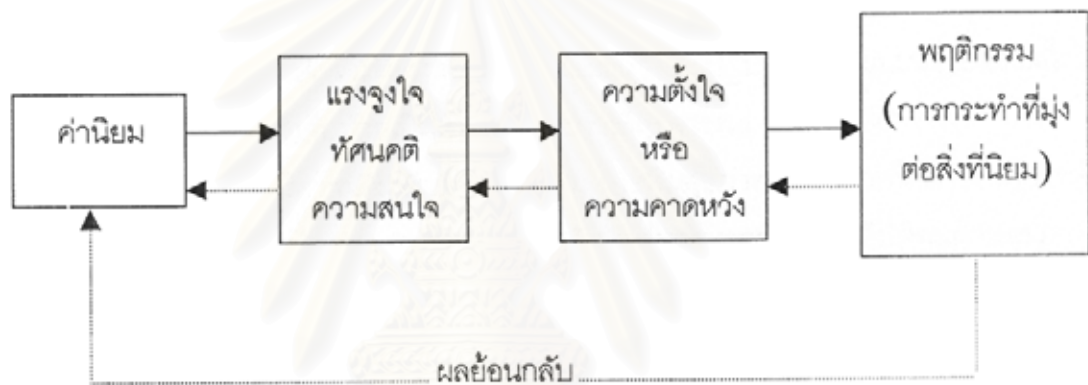 ค่านิยม
แรงจูงใจ
ทัศนคติ
ความสนใจ
ความตั้งใจ
หรือ
ความคาดหวัง
พฤติกรรม
(การกระทำที่มุ่ง
ต่อสิ่งที่นิยม)
ผลย้อนกลับ